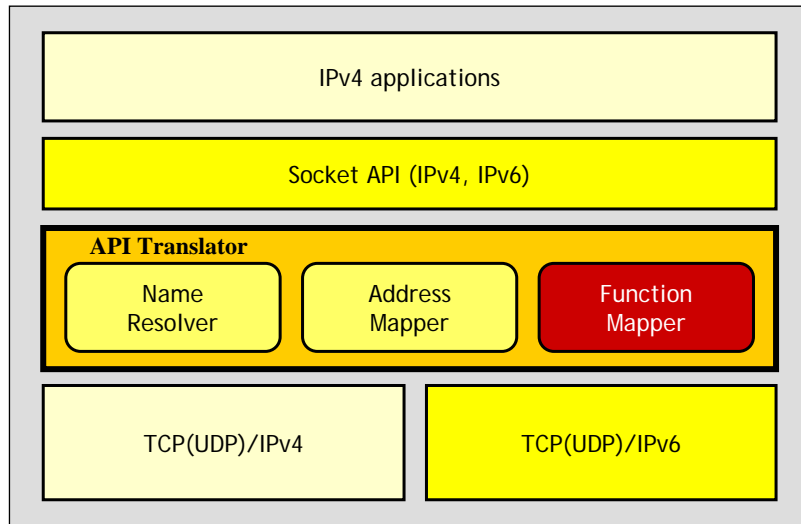 IPv4 applications
Socket API (IPv4, IPv6)
API Translator
Name
Resolver
Address
Mapper
Function
Mapper
TCP(UDP)/IPv4
TCP(UDP)/IPv6